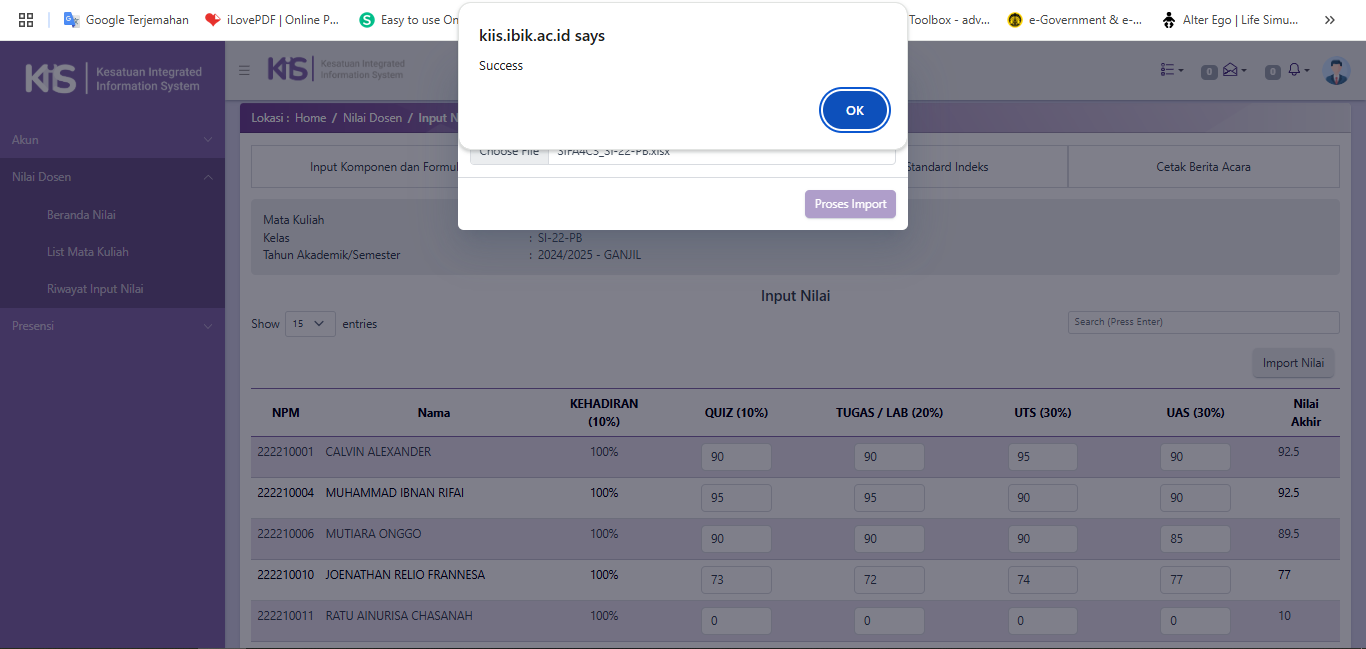 Google Terjemahan
iLovePDF | Online P...
Easy to use On
Toolbox - adv...
e-Government & e-...
Alter Ego | Life Simu...
kiis.ibik.ac.id says
Success
OK
KIS Kesatuan Integrated
Information System
KIS Kesatuan Integrated
Information System
0
0
Lokasi : Home / Nilai Dosen / Input N
Akun
Nilai Dosen
Beranda Nilai
List Mata Kuliah
Riwayat Input Nilai
Presensi
Choose File SIFA4C3_SI-22-PB.xlsx
Proses Import
Input Komponen dan Formul
Standard Indeks
Cetak Berita Acara
Mata Kuliah
Kelas : SI-22-PB
Tahun Akademik/Semester : 2024/2025 - GANJIL
Input Nilai
Show 15 entries
Search (Press Enter)
Import Nilai
NPM Nama KEHADIRAN (10%) QUIZ (10%) TUGAS / LAB (20%) UTS (30%) UAS (30%) Nilai Akhir
222210001 CALVIN ALEXANDER 100% 90 90 95 90 92.5
222210004 MUHAMMAD IBNAN RIFAI 100% 95 95 90 90 92.5
222210006 MUTIARA ONGGO 100% 90 90 90 85 89.5
222210010 JOENATHAN RELIO FRANNESA 100% 73 72 74 77 77
222210011 RATU AINURISA CHASANAH 100% 0 0 0 0 10